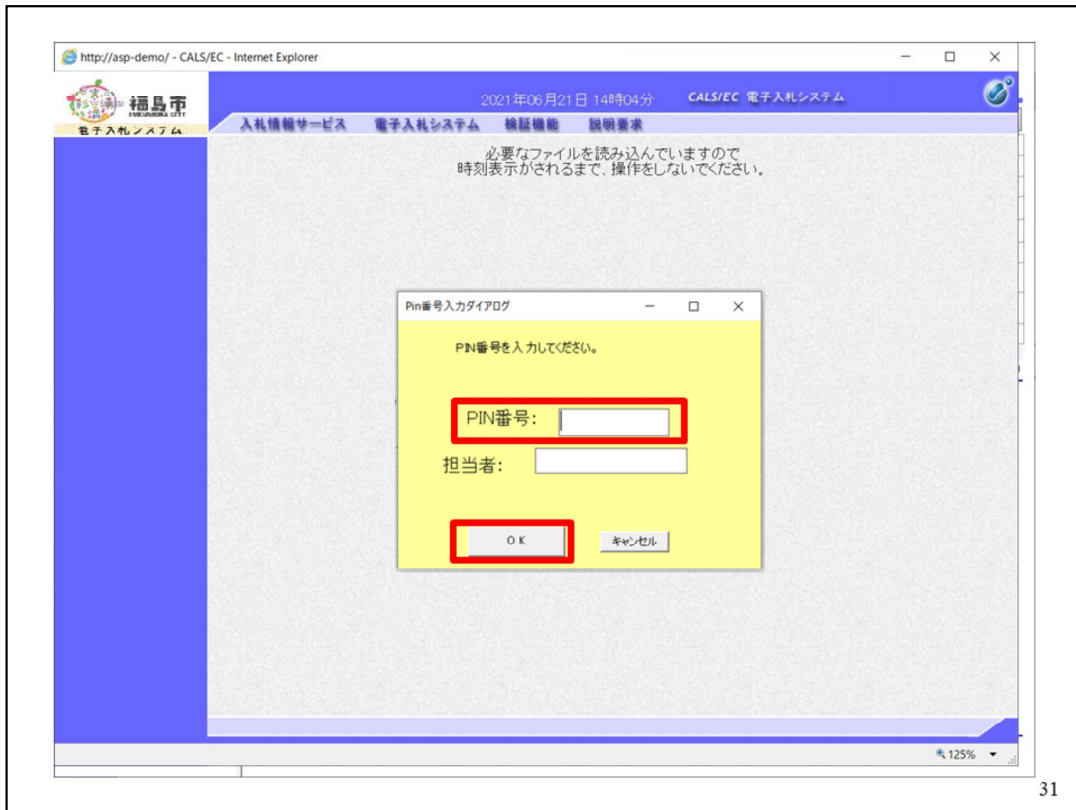 http://asp-demo/ - CALS/EC - Internet Explorer
福島市
FUKUSHIMA CITY
電子入札システム
2021年06月21日 14時04分 CALS/EC 電子入札システム
入札情報サービス 電子入札システム 検証機能 説明要求
必要なファイルを読み込んでいますので
時刻表示がされるまで、操作をしないでください。
Pin番号入力ダイアログ
PIN番号を入力してください。
PIN番号:
担当者:
OK キャンセル
125%
31